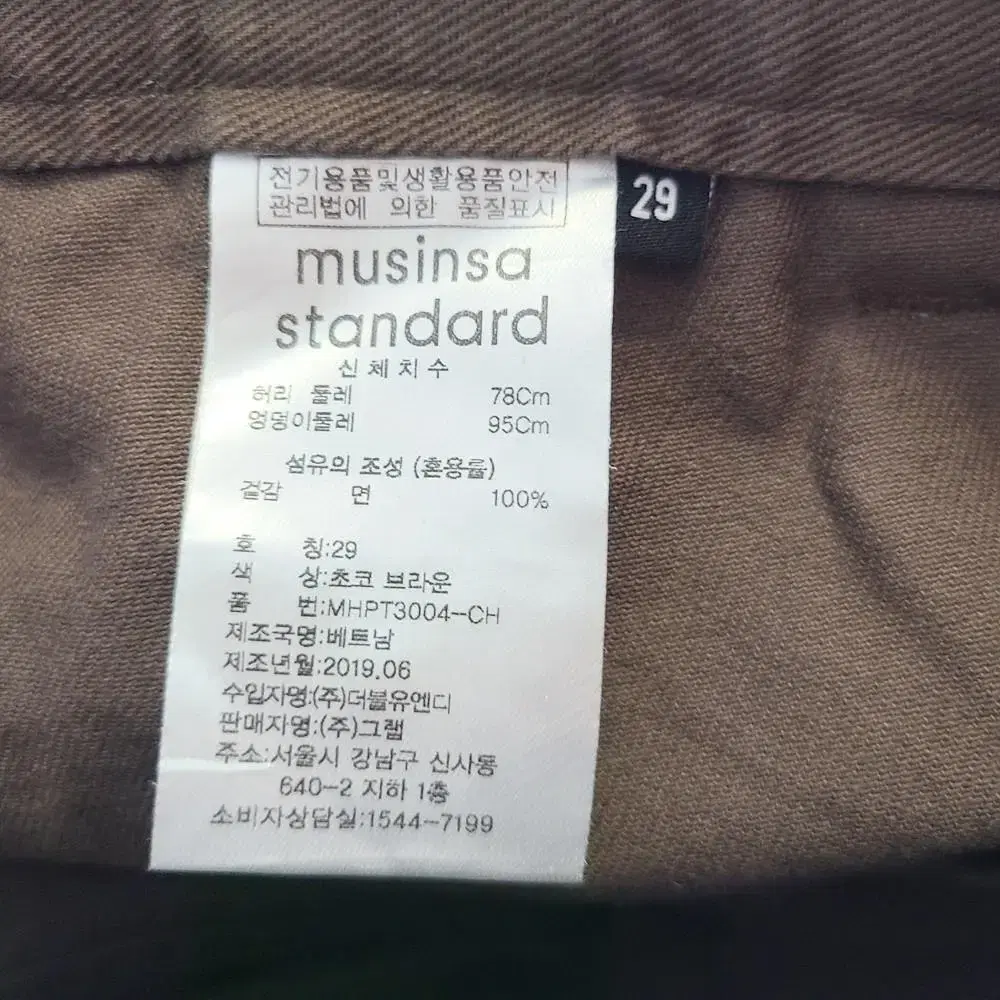 전기용품및생활용품안전
관리법에 의한 품질표시
29
musinsa
standard
신체치수
허리 둘레 78Cm
엉덩이둘레 95Cm
섬유의 조성 (혼용률)
겉감 면 100%
호 칭:29
색 상:초코 브라운
품 번:MHPT3004-CH
제조국명:베트남
제조년월:2019.06
수입자명:(주)더블유엔디
판매자명:(주)그랩
주소:서울시 강남구 신사동
640-2 지하 1층
소비자상담실:1544-7199